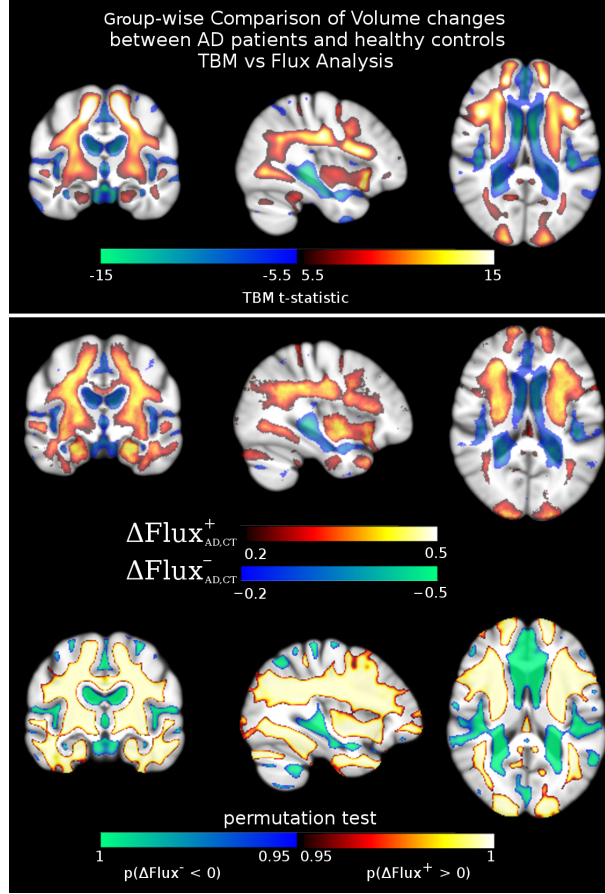 Group-wise Comparison of Volume changes
between AD patients and healthy controls
TBM vs Flux Analysis
-15 -5.5 5.5 15
TBM t-statistic
ΔFlux⁺AD,CT
0.2 0.5
ΔFlux⁻AD,CT
−0.2 −0.5
permutation test
1 0.95 0.95 1
p(ΔFlux⁻ < 0) p(ΔFlux⁺ > 0)